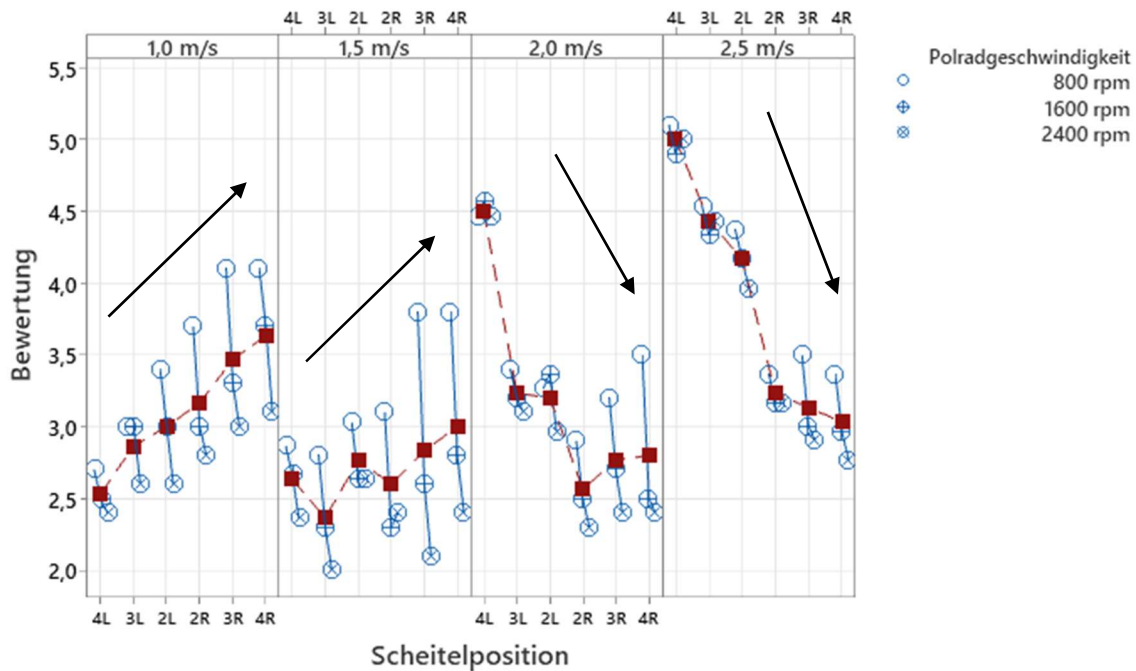 4L 3L 2L 2R 3R 4R 4L 3L 2L 2R 3R 4R
1,0 m/s 1,5 m/s 2,0 m/s 2,5 m/s
Polradgeschwindigkeit
800 rpm
1600 rpm
2400 rpm
5,5
5,0
4,5
4,0
3,5
3,0
2,5
2,0
Bewertung
4L 3L 2L 2R 3R 4R 4L 3L 2L 2R 3R 4R
Scheitelposition